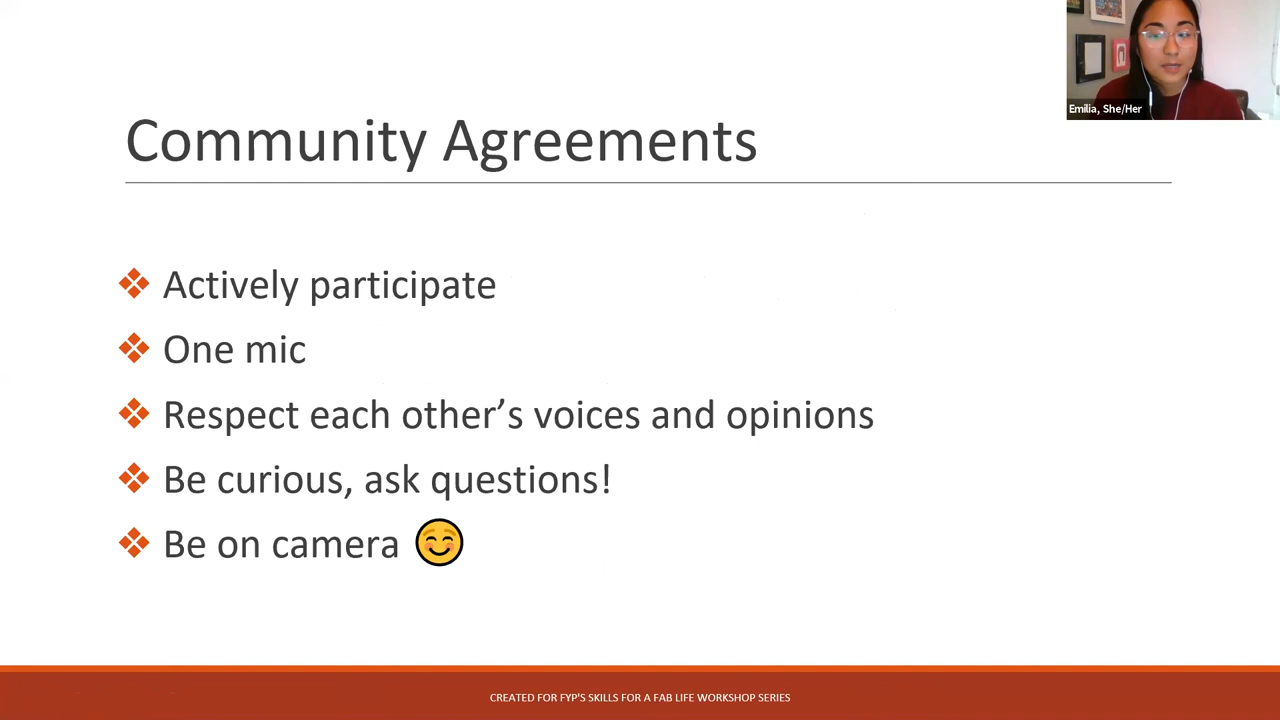 Emilia, She/Her
Community Agreements
Actively participate
One mic
Respect each other’s voices and opinions
Be curious, ask questions!
Be on camera
CREATED FOR FYP'S SKILLS FOR A FAB LIFE WORKSHOP SERIES